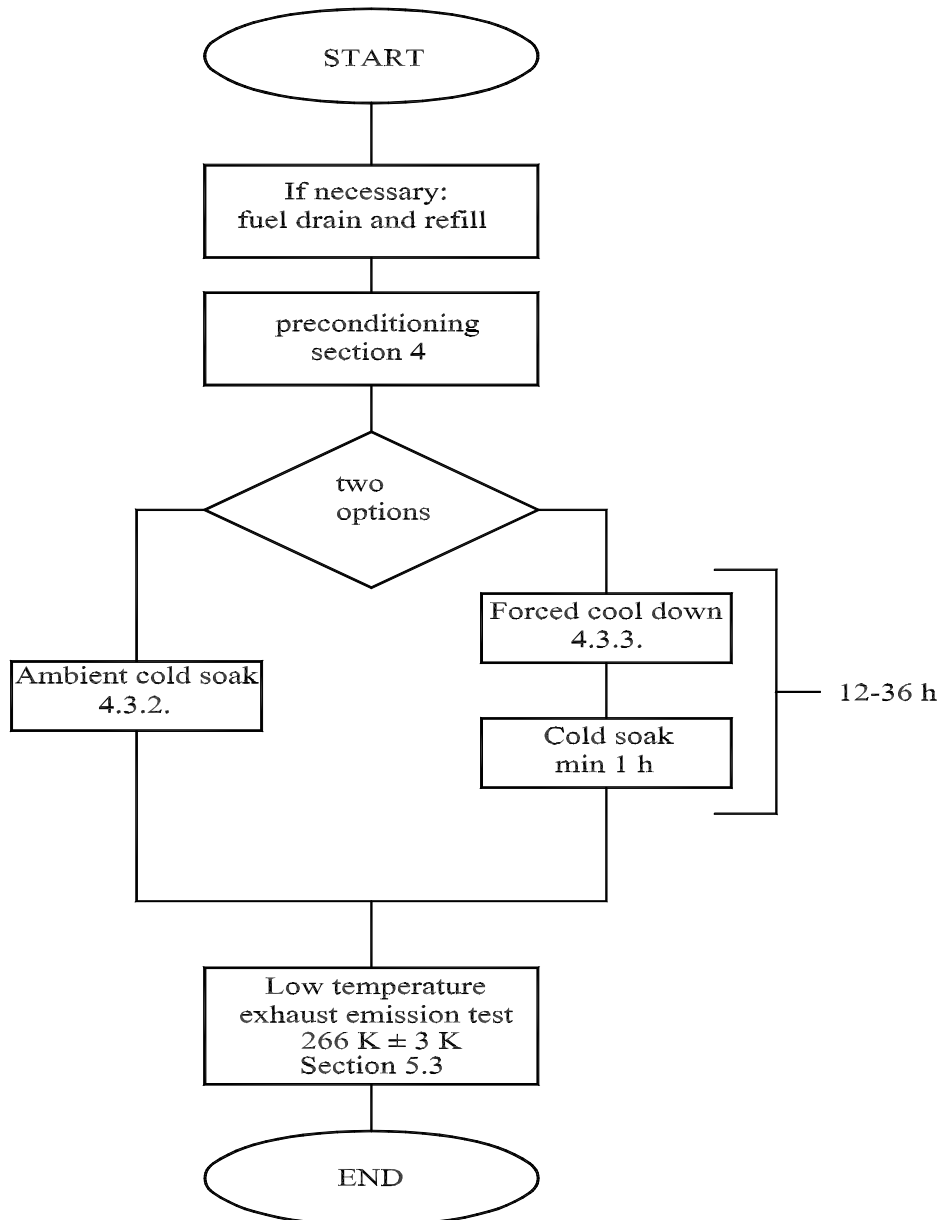 START
If necessary:
fuel drain and refill
preconditioning
section 4
two
options
Forced cool down
4.3.3.
Ambient cold soak
4.3.2.
12-36 h
Cold soak
min 1 h
Low temperature
exhaust emission test
266 K ± 3 K
Section 5.3
END